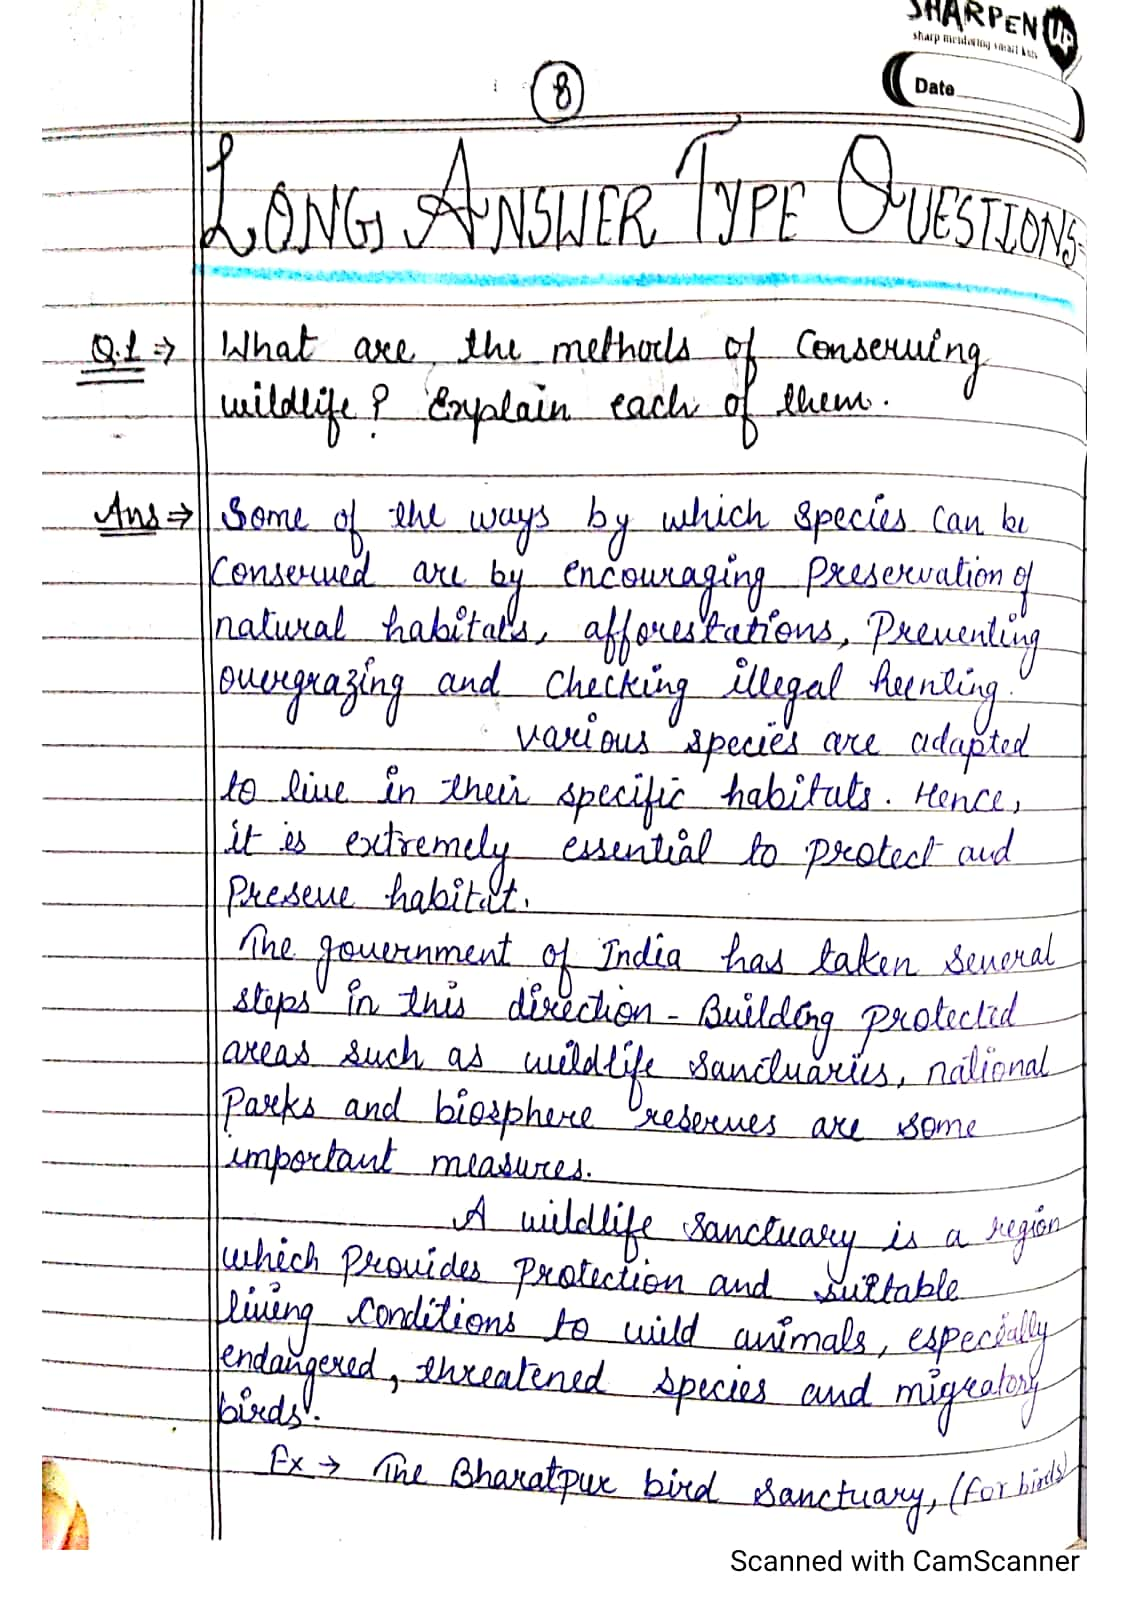 SHARPEN UP
sharp mentoring smart kids
Date
8
LONG ANSWER TYPE QUESTIONS
Q.1 ⇒ What are the methods of conserving
wildlife? Explain each of them.
Ans ⇒ Some of the ways by which species can be
conserved are by encouraging preservation of
natural habitats, afforestations, Preventing
overgrazing and checking illegal hunting.
various species are adapted
to live in their specific habitats. Hence,
it is extremely essential to protect and
Preseve habitat.
The government of India has taken several
steps in this direction - Building protected
areas such as wildlife sanctuaries, national
Parks and biosphere reserves are some
important measures.
A wildlife sanctuary is a region
which provides protection and suitable
living conditions to wild animals, especially
endangered, threatened species and migratory
birds.
Ex → The Bharatpur bird sanctuary, (for birds)
Scanned with CamScanner